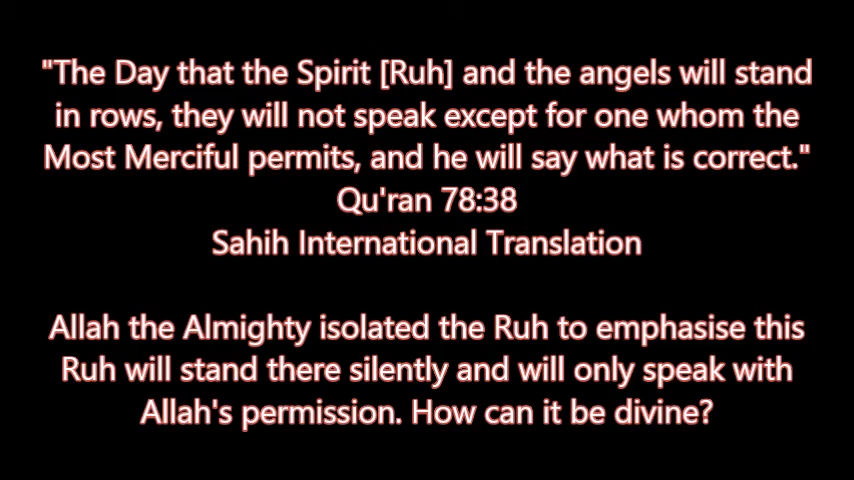 "The Day that the Spirit [Ruh] and the angels will stand
in rows, they will not speak except for one whom the
Most Merciful permits, and he will say what is correct."
Qu'ran 78:38
Sahih International Translation
Allah the Almighty isolated the Ruh to emphasise this
Ruh will stand there silently and will only speak with
Allah's permission. How can it be divine?